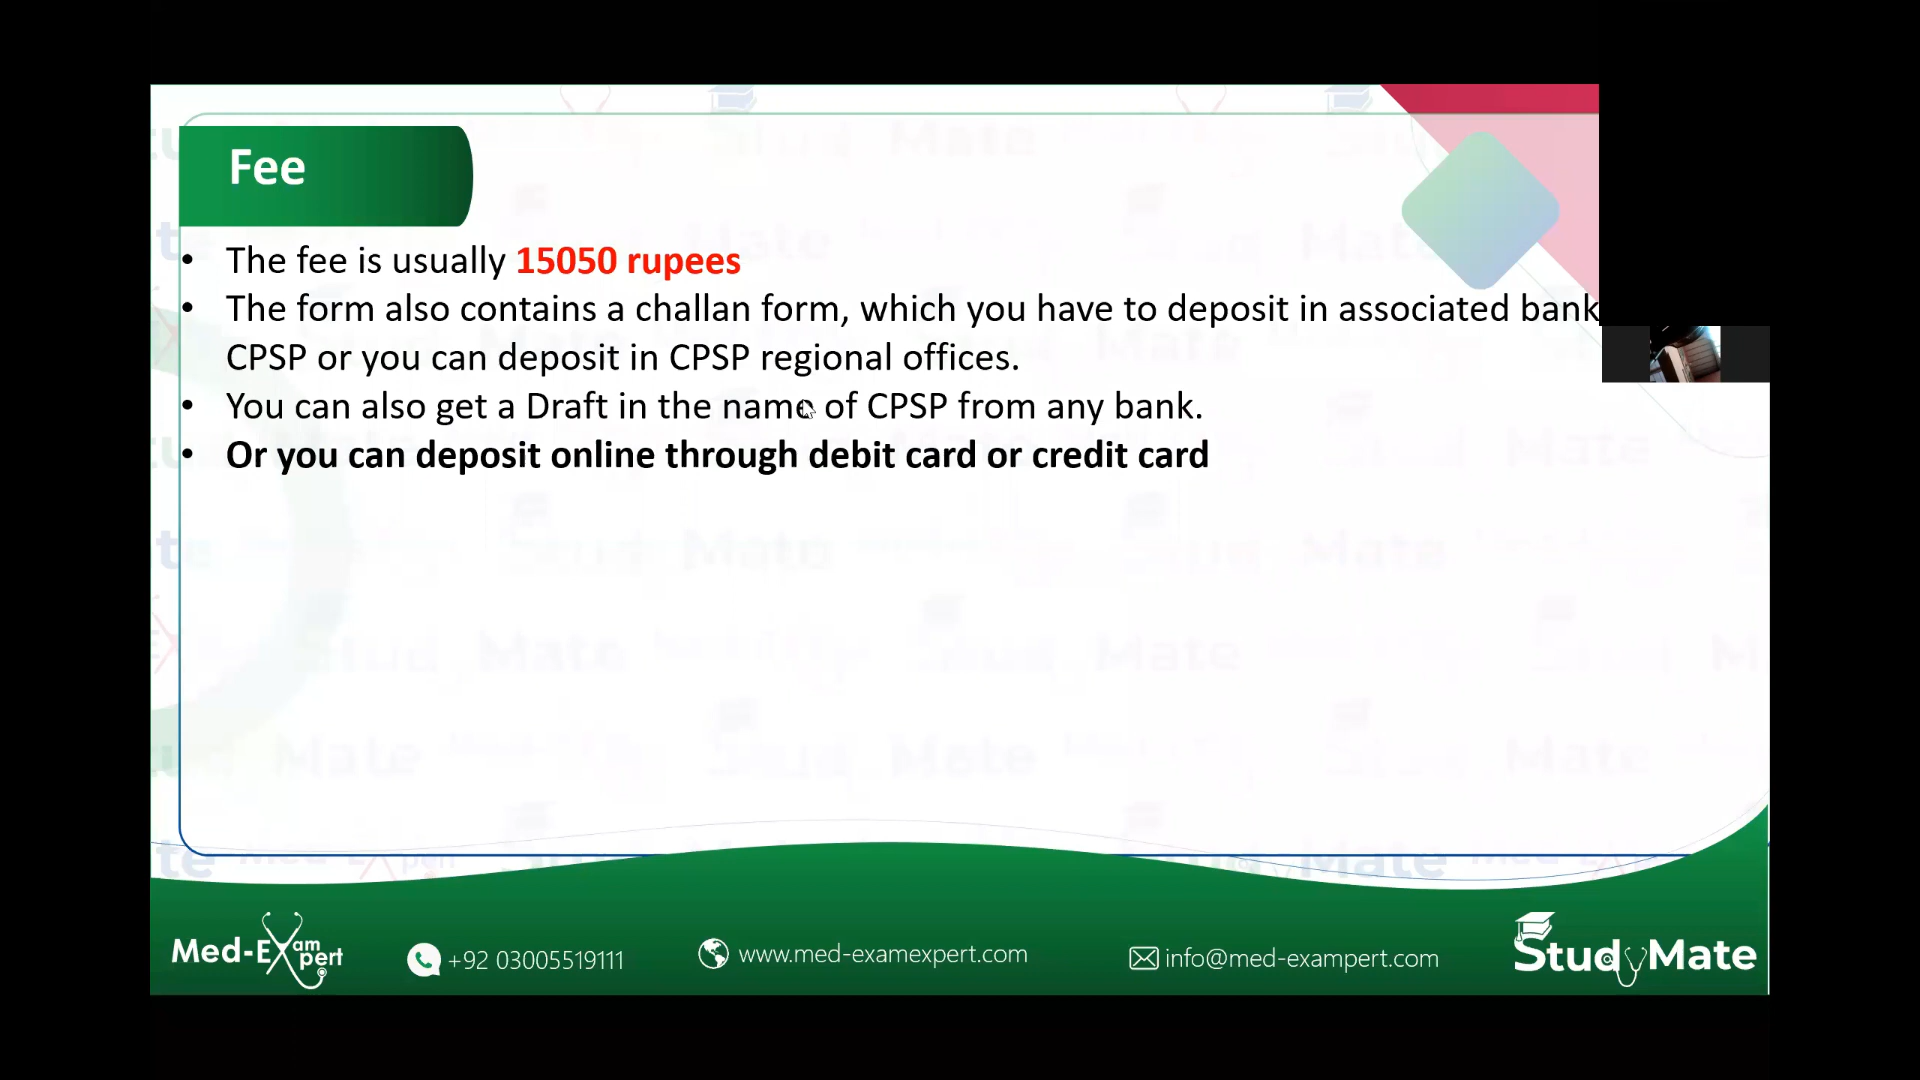 Fee
• The fee is usually 15050 rupees
• The form also contains a challan form, which you have to deposit in associated bank
CPSP or you can deposit in CPSP regional offices.
• You can also get a Draft in the name of CPSP from any bank.
• Or you can deposit online through debit card or credit card
Med-Exam Expert
+92 03005519111
www.med-examexpert.com
info@med-exampert.com
StudyMate